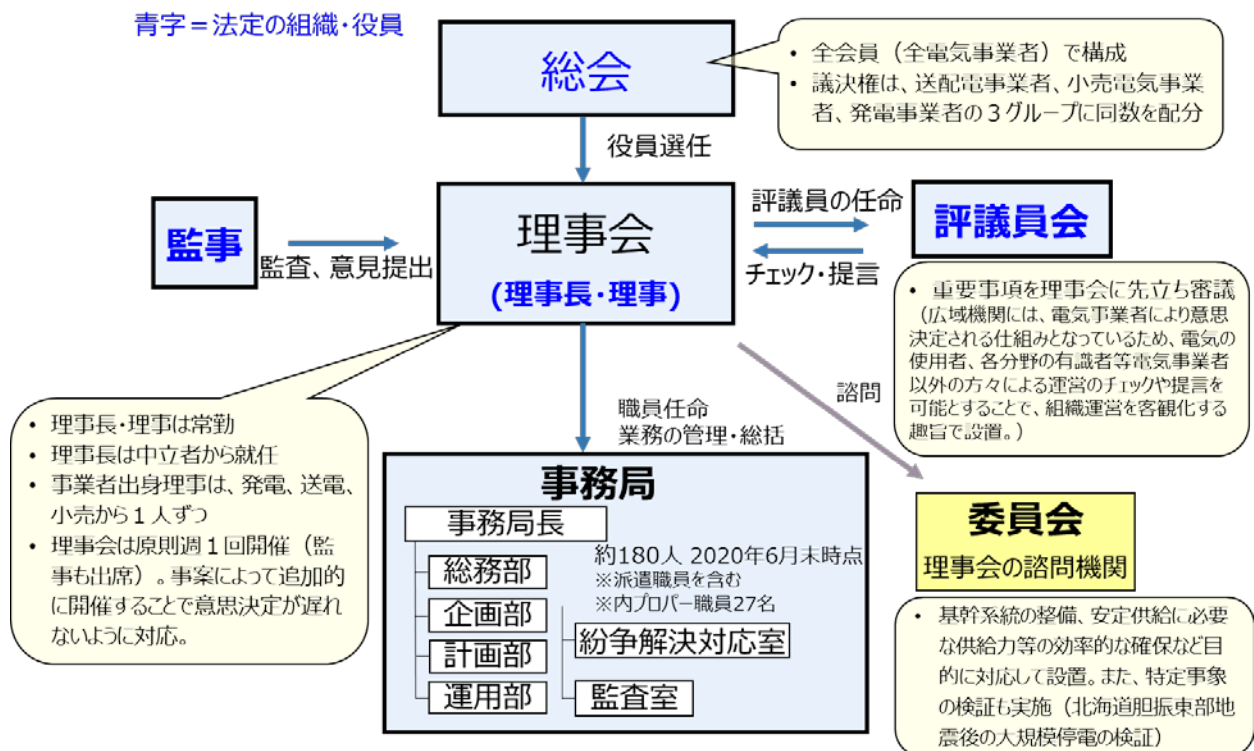 青字＝法定の組織・役員
総会
・ 全会員（全電気事業者）で構成
・ 議決権は、送配電事業者、小売電気事業
者、発電事業者の３グループに同数を配分
役員選任
監事
監査、意見提出
理事会
(理事長・理事)
評議員の任命
チェック・提言
評議員会
・ 重要事項を理事会に先立ち審議
（広域機関には、電気事業者により意思
決定される仕組みとなっているため、電気の
使用者、各分野の有識者等電気事業者
以外の方々による運営のチェックや提言を
可能とすることで、組織運営を客観化する
趣旨で設置。）
諮問
・ 理事長・理事は常勤
・ 理事長は中立者から就任
・ 事業者出身理事は、発電、送電、
小売から１人ずつ
・ 理事会は原則週１回開催（監
事も出席）。事案によって追加的
に開催することで意思決定が遅れ
ないように対応。
職員任命
業務の管理・総括
事務局
事務局長
総務部
企画部
計画部
運用部
約180人 2020年6月末時点
※派遣職員を含む
※内プロパー職員27名
紛争解決対応室
監査室
委員会
理事会の諮問機関
・ 基幹系統の整備、安定供給に必要
な供給力等の効率的な確保など目
的に対応して設置。また、特定事象
の検証も実施（北海道胆振東部地
震後の大規模停電の検証）